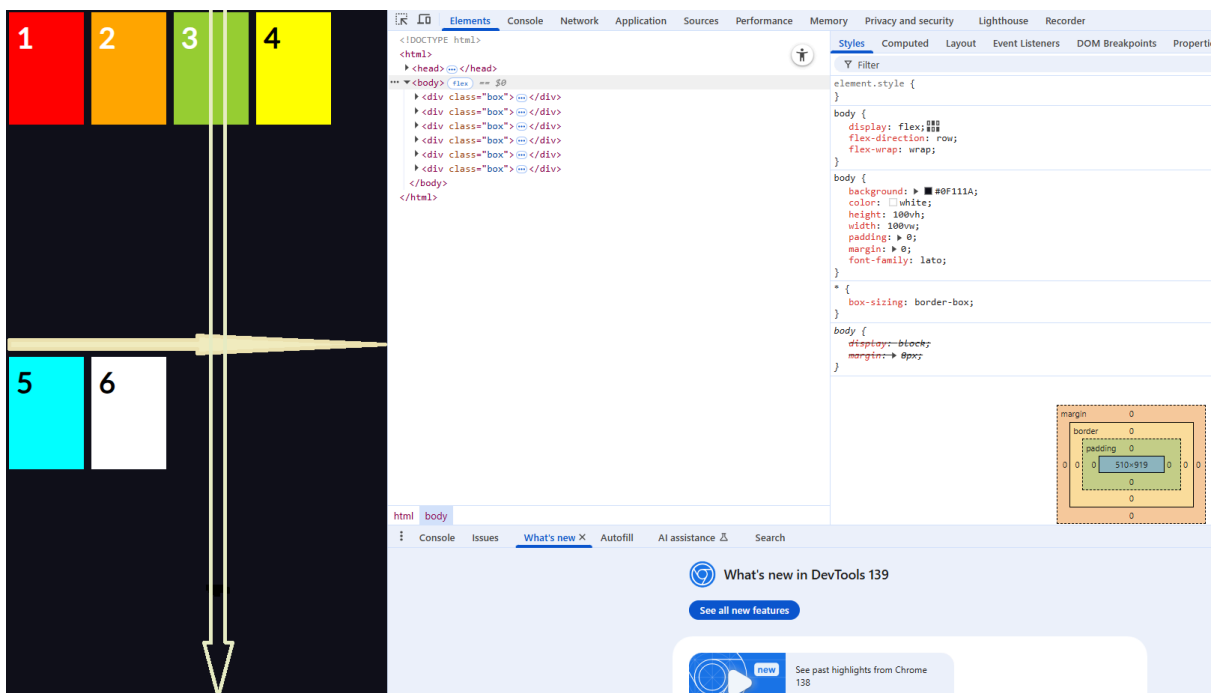 1 2 3 4
5 6
Elements Console Network Application Sources Performance Memory Privacy and security Lighthouse Recorder
<!DOCTYPE html>
<html>
<head> ··· </head>
··· <body> flex == $0
<div class="box"> ··· </div>
<div class="box"> ··· </div>
<div class="box"> ··· </div>
<div class="box"> ··· </div>
<div class="box"> ··· </div>
<div class="box"> ··· </div>
</body>
</html>
html body
Styles Computed Layout Event Listeners DOM Breakpoints Properti
Filter
element.style {
}
body {
display: flex;
flex-direction: row;
flex-wrap: wrap;
}
body {
background: #0F111A;
color: white;
height: 100vh;
width: 100vw;
padding: 0;
margin: 0;
font-family: lato;
}
* {
box-sizing: border-box;
}
body {
display: block;
margin: 8px;
}
margin 0
border 0
padding 0
0 0 0 510×919 0 0 0
0
0
0
Console Issues What's new × Autofill AI assistance Search
What's new in DevTools 139
See all new features
new
See past highlights from Chrome
138